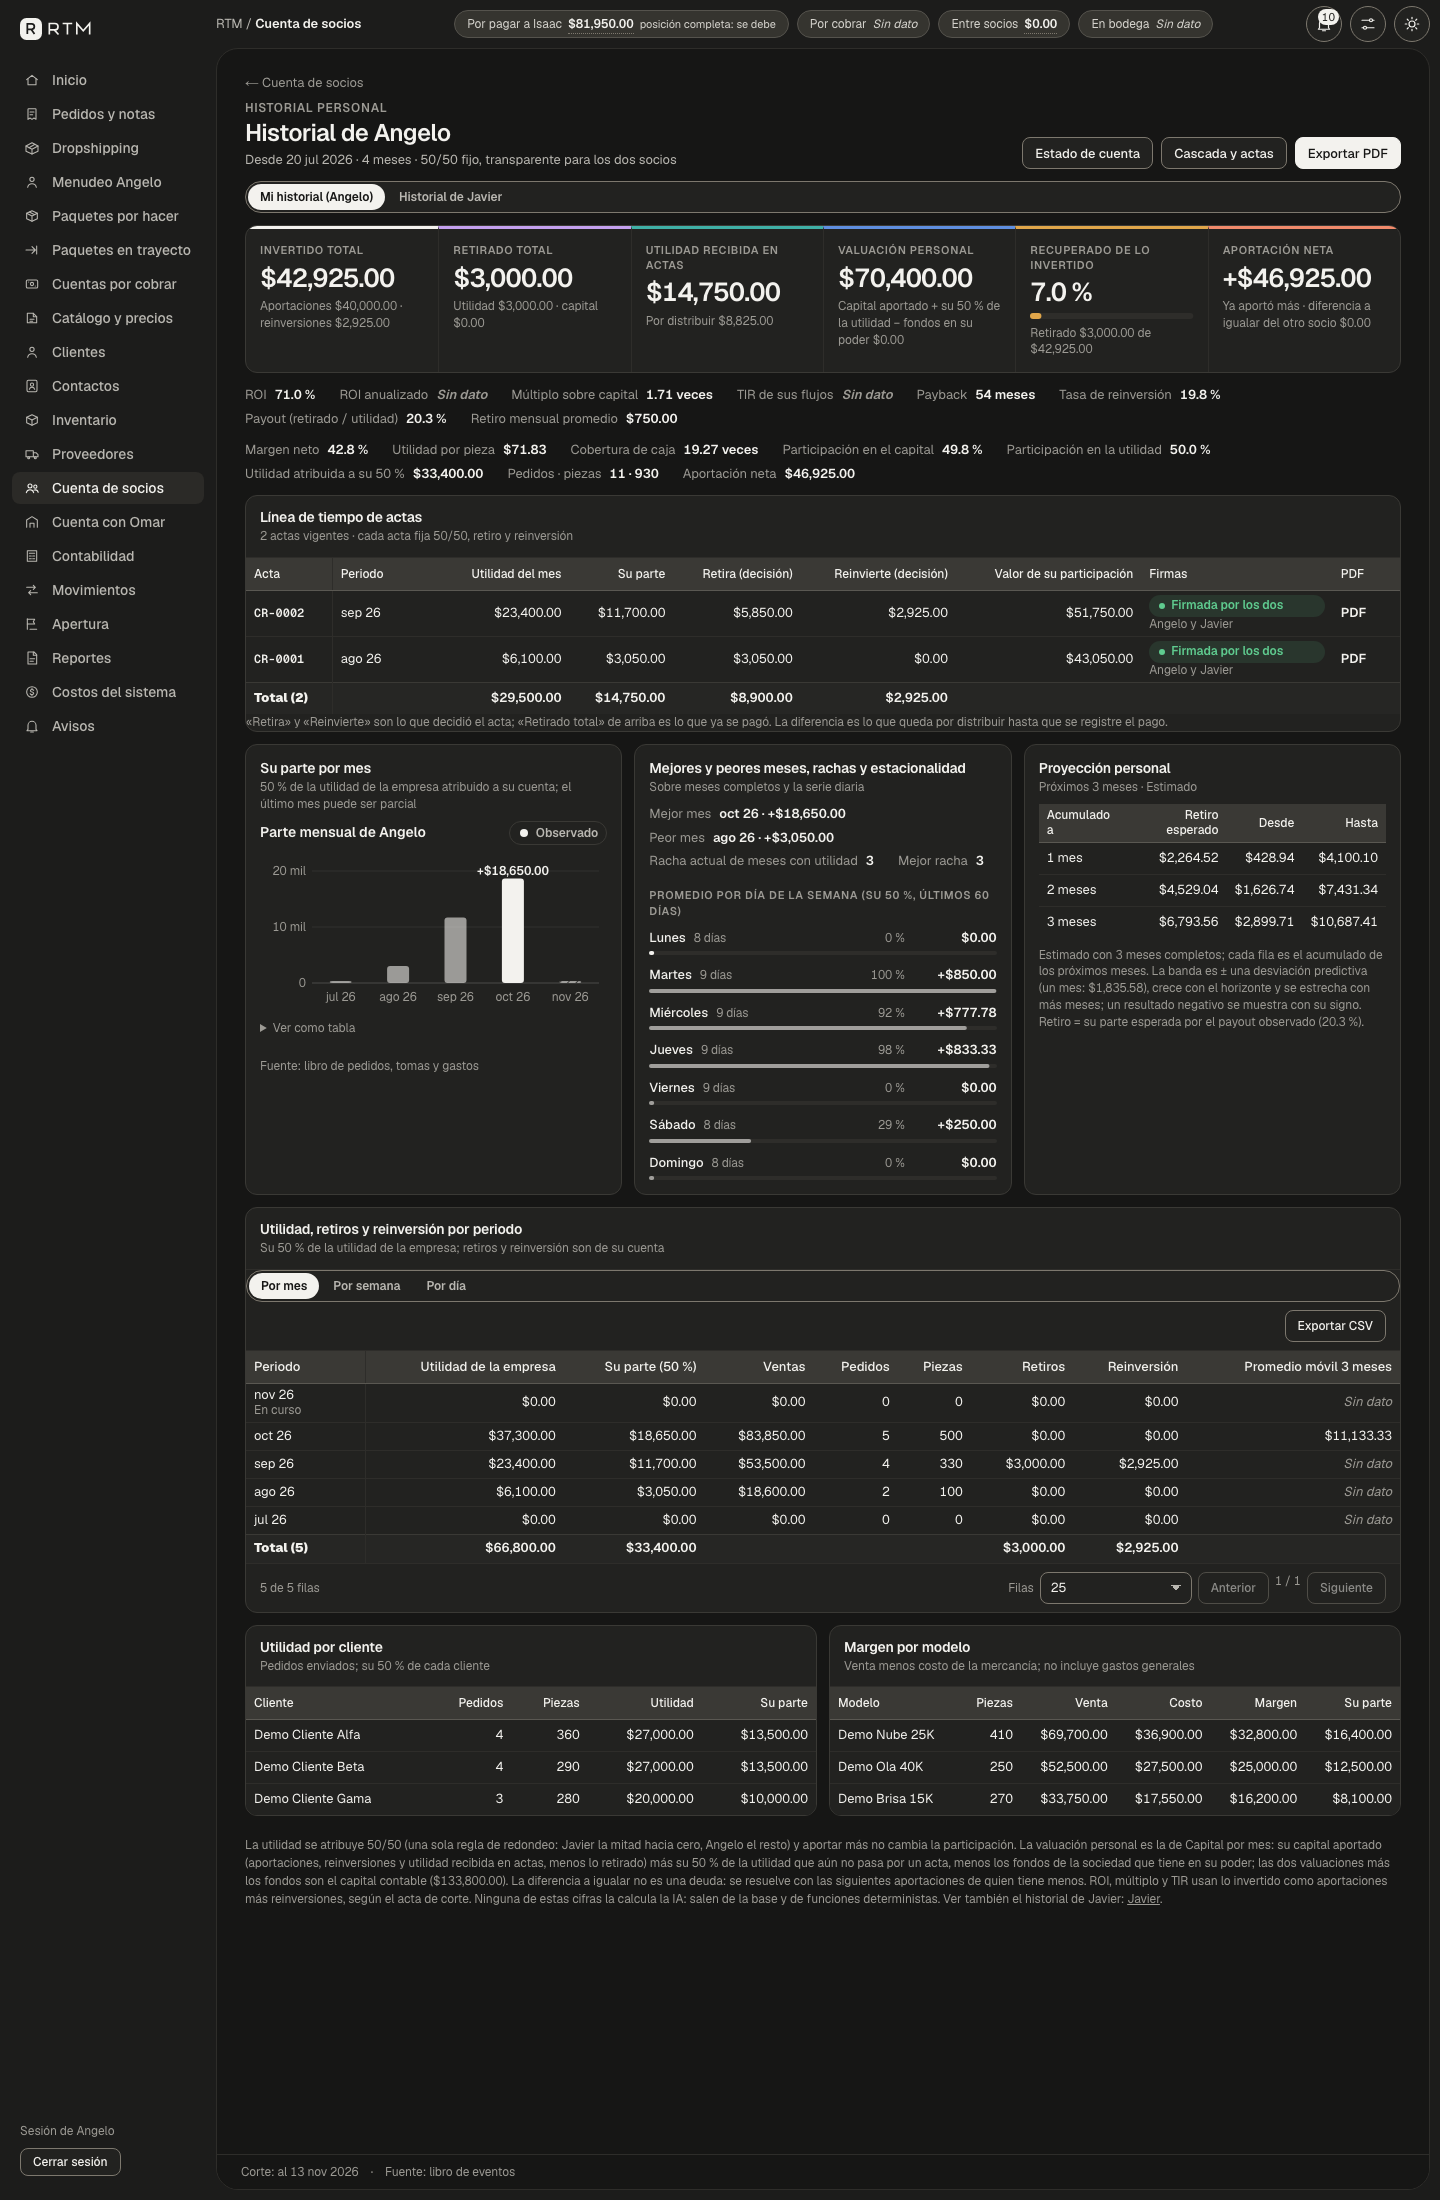 R RTM
RTM / Cuenta de socios
Por pagar a Isaac $81,950.00 posición completa: se debe
Por cobrar Sin dato
Entre socios $0.00
En bodega Sin dato
10
Inicio
Pedidos y notas
Dropshipping
Menudeo Angelo
Paquetes por hacer
Paquetes en trayecto
Cuentas por cobrar
Catálogo y precios
Clientes
Contactos
Inventario
Proveedores
Cuenta de socios
Cuenta con Omar
Contabilidad
Movimientos
Apertura
Reportes
Costos del sistema
Avisos
Sesión de Angelo
Cerrar sesión
← Cuenta de socios
HISTORIAL PERSONAL
Historial de Angelo
Desde 20 jul 2026 · 4 meses · 50/50 fijo, transparente para los dos socios
Estado de cuenta
Cascada y actas
Exportar PDF
Mi historial (Angelo) Historial de Javier
INVERTIDO TOTAL
$42,925.00
Aportaciones $40,000.00 ·
reinversiones $2,925.00
RETIRADO TOTAL
$3,000.00
Utilidad $3,000.00 · capital
$0.00
UTILIDAD RECIBIDA EN
ACTAS
$14,750.00
Por distribuir $8,825.00
VALUACIÓN PERSONAL
$70,400.00
Capital aportado + su 50 % de
la utilidad – fondos en su
poder $0.00
RECUPERADO DE LO
INVERTIDO
7.0 %
Retirado $3,000.00 de
$42,925.00
APORTACIÓN NETA
+$46,925.00
Ya aportó más · diferencia a
igualar del otro socio $0.00
ROI 71.0 % ROI anualizado Sin dato Múltiplo sobre capital 1.71 veces TIR de sus flujos Sin dato Payback 54 meses Tasa de reinversión 19.8 %
Payout (retirado / utilidad) 20.3 % Retiro mensual promedio $750.00
Margen neto 42.8 % Utilidad por pieza $71.83 Cobertura de caja 19.27 veces Participación en el capital 49.8 % Participación en la utilidad 50.0 %
Utilidad atribuida a su 50 % $33,400.00 Pedidos · piezas 11 · 930 Aportación neta $46,925.00
Línea de tiempo de actas
2 actas vigentes · cada acta fija 50/50, retiro y reinversión
Acta Periodo Utilidad del mes Su parte Retira (decisión) Reinvierte (decisión) Valor de su participación Firmas PDF
CR-0002 sep 26 $23,400.00 $11,700.00 $5,850.00 $2,925.00 $51,750.00 Firmada por los dos PDF
Angelo y Javier
CR-0001 ago 26 $6,100.00 $3,050.00 $3,050.00 $0.00 $43,050.00 Firmada por los dos PDF
Angelo y Javier
Total (2) $29,500.00 $14,750.00 $8,900.00 $2,925.00
«Retira» y «Reinvierte» son lo que decidió el acta; «Retirado total» de arriba es lo que ya se pagó. La diferencia es lo que queda por distribuir hasta que se registre el pago.
Su parte por mes
50 % de la utilidad de la empresa atribuido a su cuenta; el
último mes puede ser parcial
Parte mensual de Angelo
Observado
20 mil
10 mil
0
+$18,650.00
jul 26 ago 26 sep 26 oct 26 nov 26
Ver como tabla
Fuente: libro de pedidos, tomas y gastos
Mejores y peores meses, rachas y estacionalidad
Sobre meses completos y la serie diaria
Mejor mes oct 26 · +$18,650.00
Peor mes ago 26 · +$3,050.00
Racha actual de meses con utilidad 3 Mejor racha 3
PROMEDIO POR DÍA DE LA SEMANA (SU 50 %, ÚLTIMOS 60
DÍAS)
Lunes 8 días 0 % $0.00
Martes 9 días 100 % +$850.00
Miércoles 9 días 92 % +$777.78
Jueves 9 días 98 % +$833.33
Viernes 9 días 0 % $0.00
Sábado 8 días 29 % +$250.00
Domingo 8 días 0 % $0.00
Proyección personal
Próximos 3 meses · Estimado
Acumulado Retiro Desde Hasta
a esperado
1 mes $2,264.52 $428.94 $4,100.10
2 meses $4,529.04 $1,626.74 $7,431.34
3 meses $6,793.56 $2,899.71 $10,687.41
Estimado con 3 meses completos; cada fila es el acumulado de
los próximos meses. La banda es ± una desviación predictiva
(un mes: $1,835.58), crece con el horizonte y se estrecha con
más meses; un resultado negativo se muestra con su signo.
Retiro = su parte esperada por el payout observado (20.3 %).
Utilidad, retiros y reinversión por periodo
Su 50 % de la utilidad de la empresa; retiros y reinversión son de su cuenta
Por mes Por semana Por día
Exportar CSV
Periodo Utilidad de la empresa Su parte (50 %) Ventas Pedidos Piezas Retiros Reinversión Promedio móvil 3 meses
nov 26 $0.00 $0.00 $0.00 0 0 $0.00 $0.00 Sin dato
En curso
oct 26 $37,300.00 $18,650.00 $83,850.00 5 500 $0.00 $0.00 $11,133.33
sep 26 $23,400.00 $11,700.00 $53,500.00 4 330 $3,000.00 $2,925.00 Sin dato
ago 26 $6,100.00 $3,050.00 $18,600.00 2 100 $0.00 $0.00 Sin dato
jul 26 $0.00 $0.00 $0.00 0 0 $0.00 $0.00 Sin dato
Total (5) $66,800.00 $33,400.00 $3,000.00 $2,925.00
5 de 5 filas Filas 25 Anterior 1 / 1 Siguiente
Utilidad por cliente
Pedidos enviados; su 50 % de cada cliente
Cliente Pedidos Piezas Utilidad Su parte
Demo Cliente Alfa 4 360 $27,000.00 $13,500.00
Demo Cliente Beta 4 290 $27,000.00 $13,500.00
Demo Cliente Gama 3 280 $20,000.00 $10,000.00
Margen por modelo
Venta menos costo de la mercancía; no incluye gastos generales
Modelo Piezas Venta Costo Margen Su parte
Demo Nube 25K 410 $69,700.00 $36,900.00 $32,800.00 $16,400.00
Demo Ola 40K 250 $52,500.00 $27,500.00 $25,000.00 $12,500.00
Demo Brisa 15K 270 $33,750.00 $17,550.00 $16,200.00 $8,100.00
La utilidad se atribuye 50/50 (una sola regla de redondeo: Javier la mitad hacia cero, Angelo el resto) y aportar más no cambia la participación. La valuación personal es la de Capital por mes: su capital aportado
(aportaciones, reinversiones y utilidad recibida en actas, menos lo retirado) más su 50 % de la utilidad que aún no pasa por un acta, menos los fondos de la sociedad que tiene en su poder; las dos valuaciones más
los fondos son el capital contable ($133,800.00). La diferencia a igualar no es una deuda: se resuelve con las siguientes aportaciones de quien tiene menos. ROI, múltiplo y TIR usan lo invertido como aportaciones
más reinversiones, según el acta de corte. Ninguna de estas cifras la calcula la IA: salen de la base y de funciones deterministas. Ver también el historial de Javier: Javier.
Corte: al 13 nov 2026 · Fuente: libro de eventos